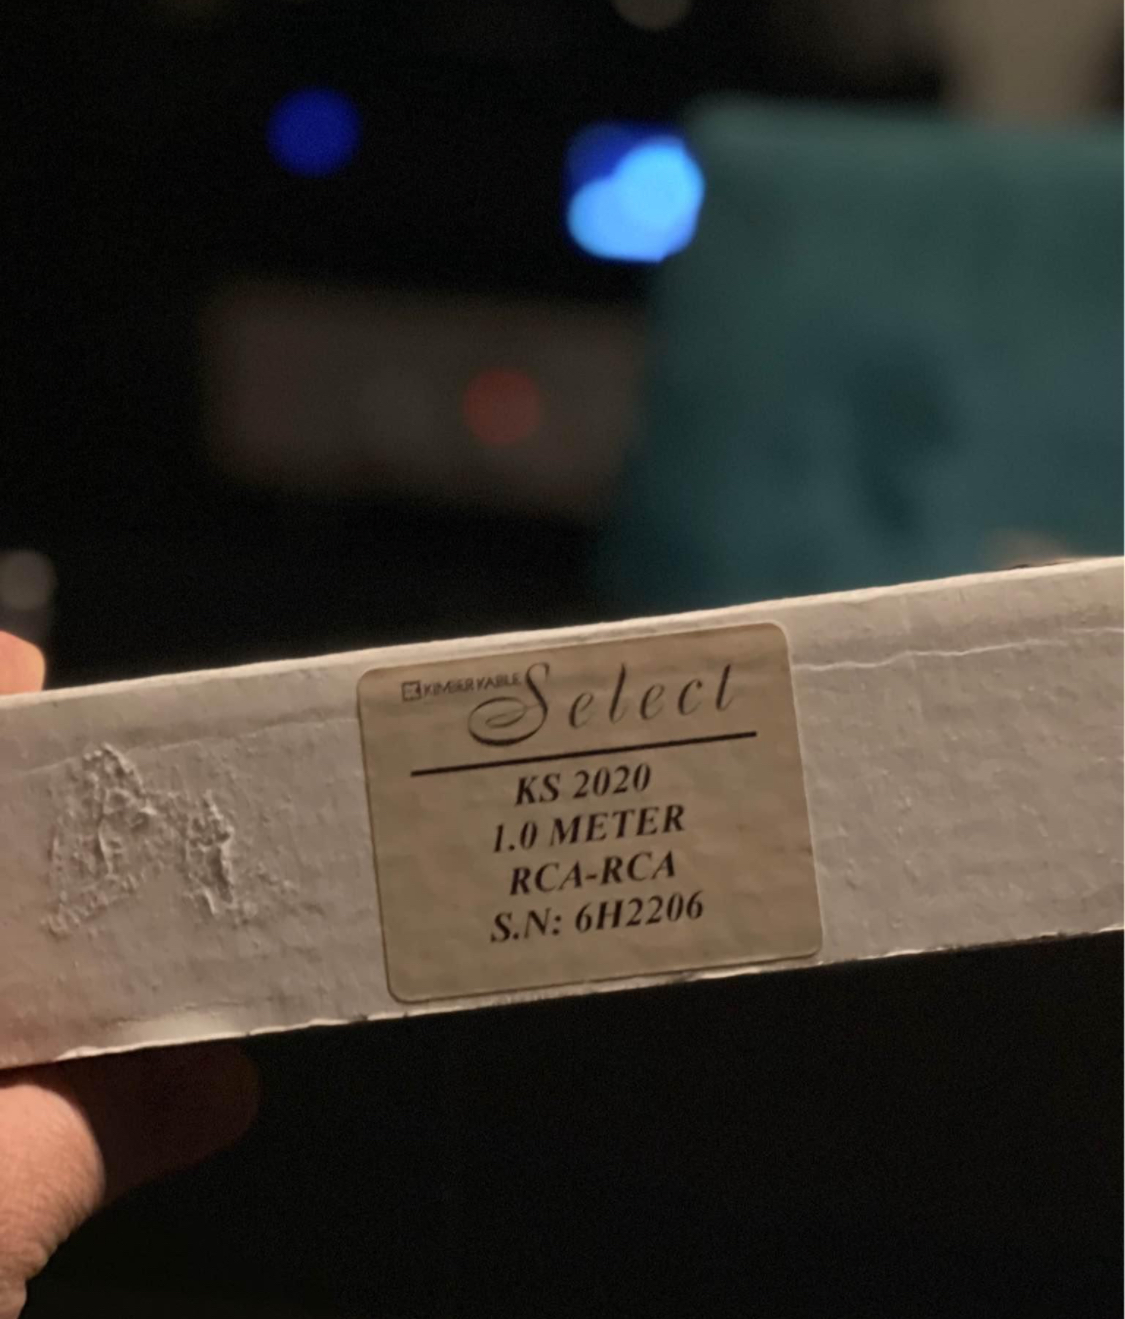 KIMBER KABLE Select
KS 2020
1.0 METER
RCA-RCA
S.N: 6H2206